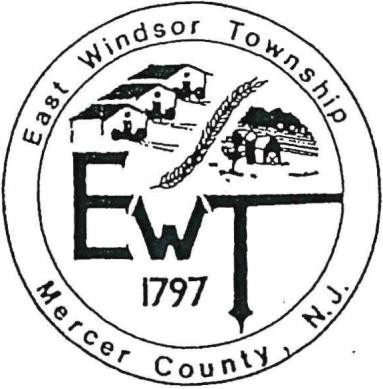 East Windsor Township
EWT
1797
Mercer County, N.J.